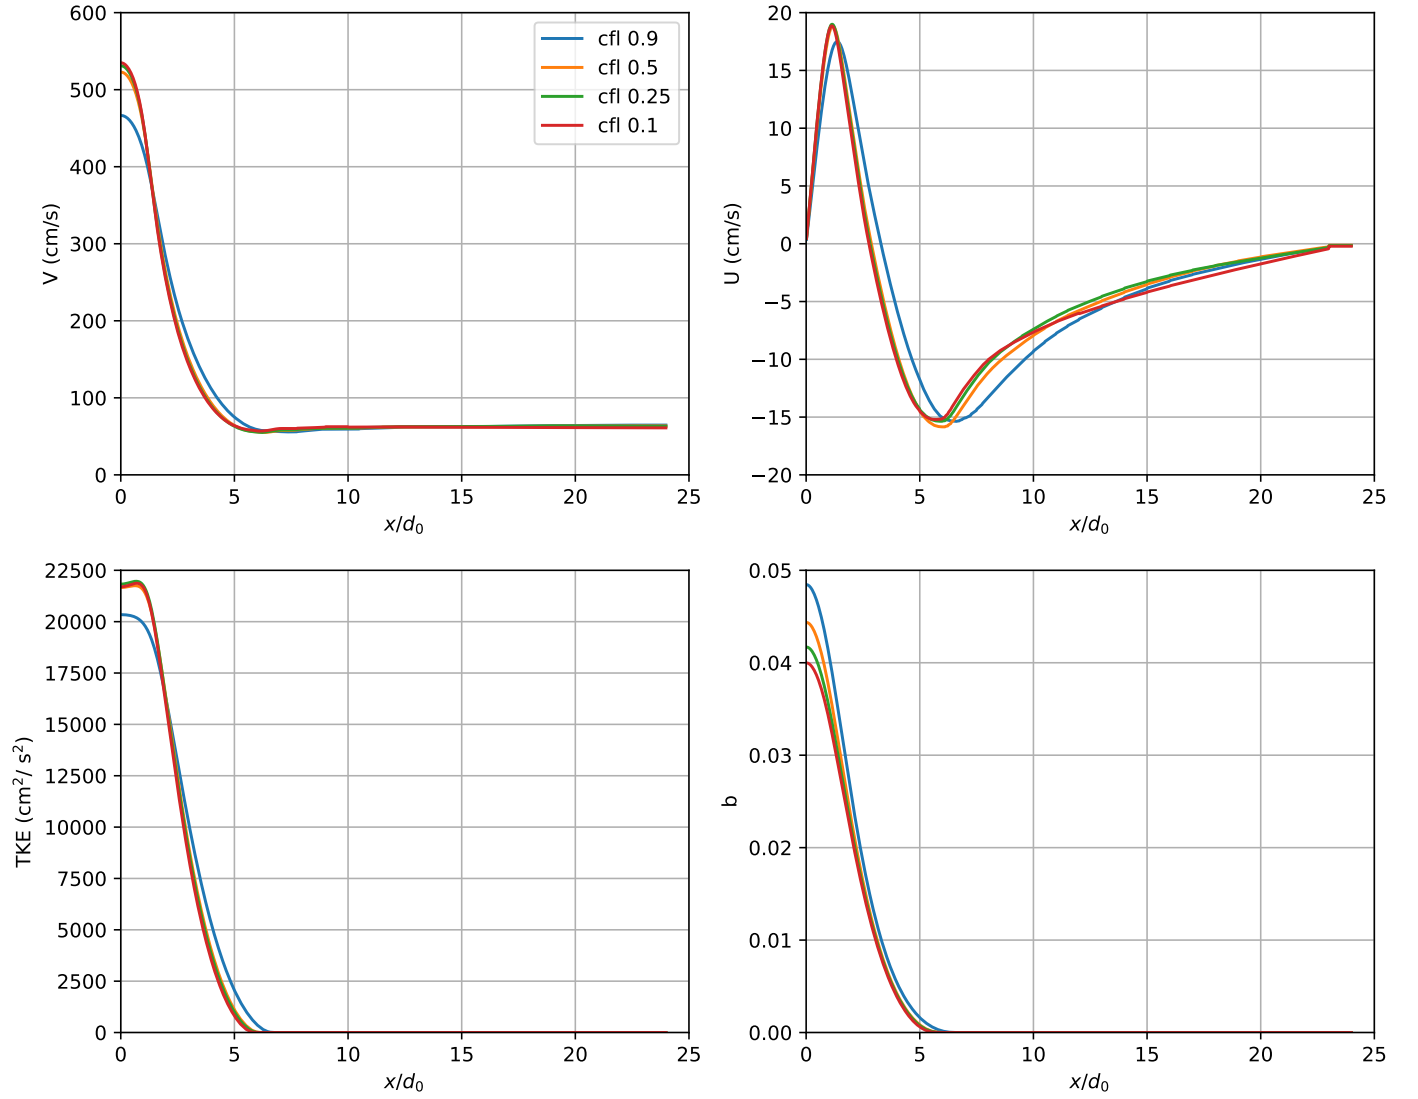 600
500
400
300
200
100
0
V (cm/s)
cfl 0.9
cfl 0.5
cfl 0.25
cfl 0.1
0 5 10 15 20 25
x/d₀
20
15
10
5
0
−5
−10
−15
−20
U (cm/s)
0 5 10 15 20 25
x/d₀
22500
20000
17500
15000
12500
10000
7500
5000
2500
0
TKE (cm²/ s²)
0 5 10 15 20 25
x/d₀
0.05
0.04
0.03
0.02
0.01
0.00
b
0 5 10 15 20 25
x/d₀